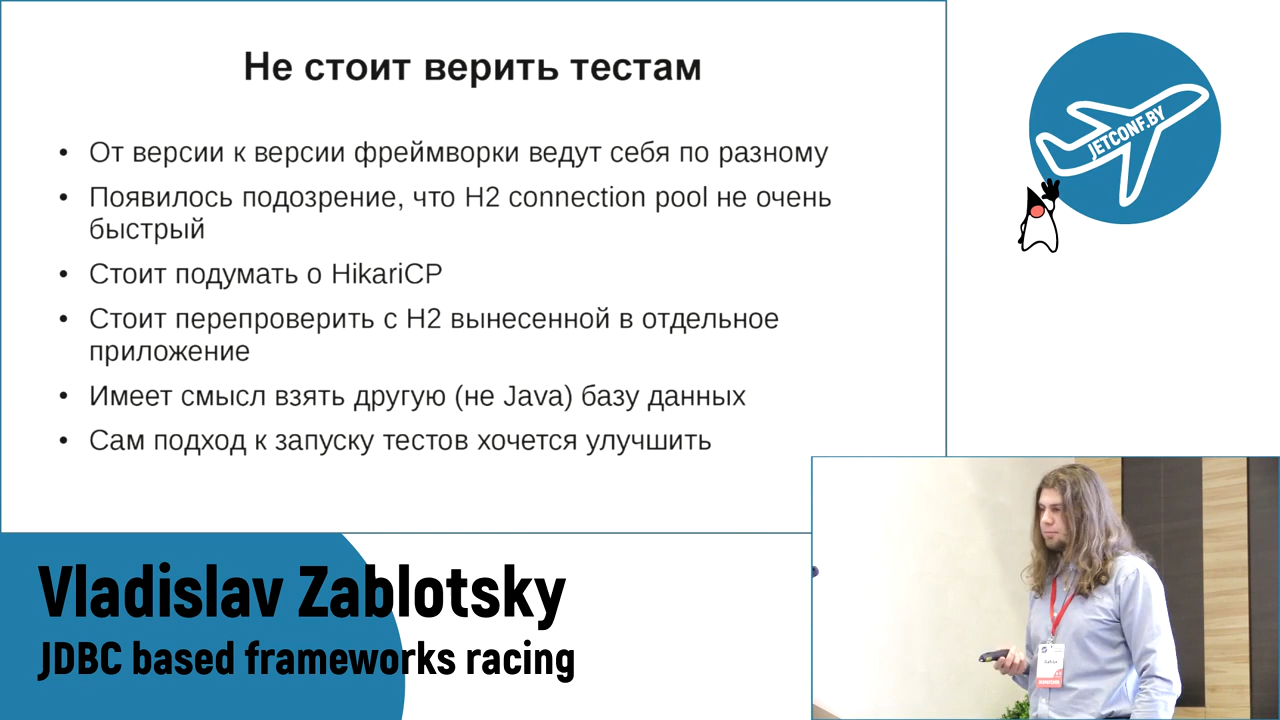 Не стоит верить тестам
JETCONF.BY
• От версии к версии фреймворки ведут себя по разному
• Появилось подозрение, что H2 connection pool не очень
быстрый
• Стоит подумать о HikariCP
• Стоит перепроверить с H2 вынесенной в отдельное
приложение
• Имеет смысл взять другую (не Java) базу данных
• Сам подход к запуску тестов хочется улучшить
Vladislav Zablotsky
JDBC based frameworks racing